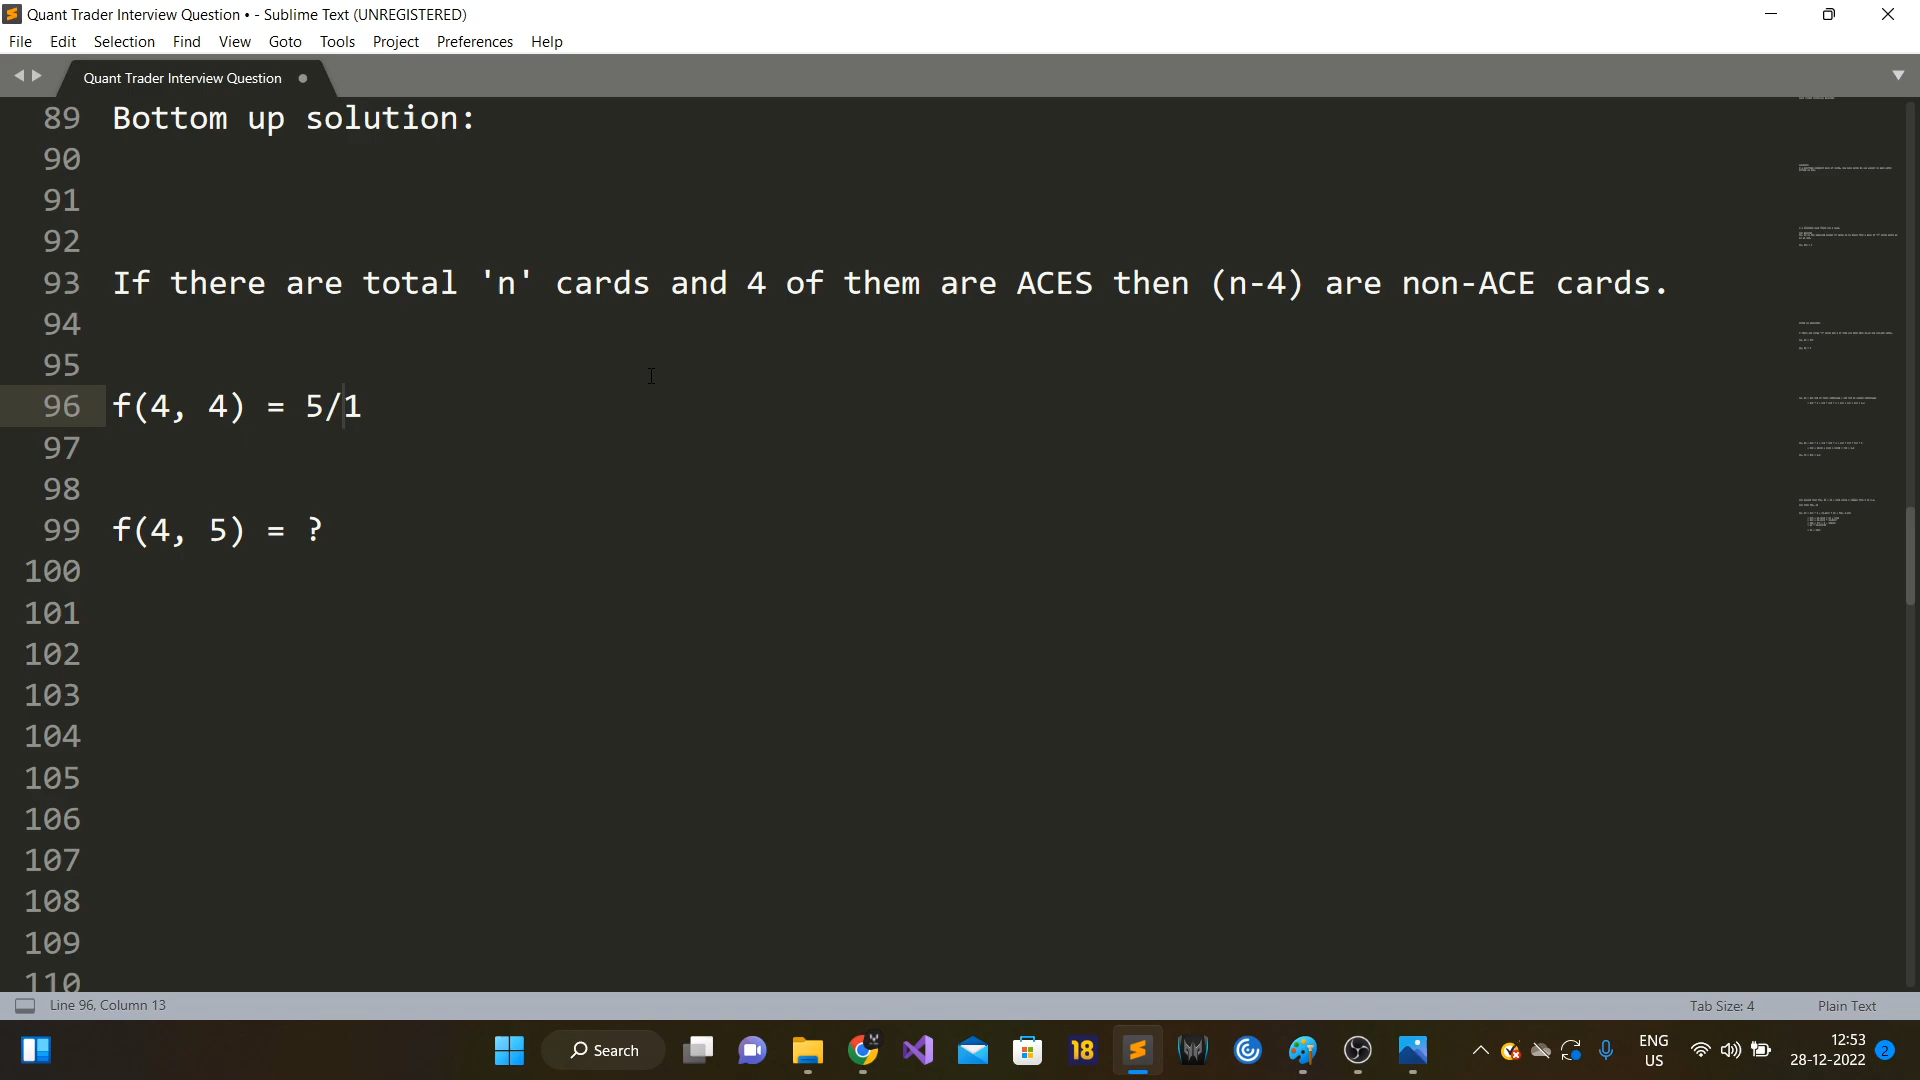 Quant Trader Interview Question • - Sublime Text (UNREGISTERED)
File Edit Selection Find View Goto Tools Project Preferences Help
Quant Trader Interview Question
89 Bottom up solution:
90
91
92
93 If there are total 'n' cards and 4 of them are ACES then (n-4) are non-ACE cards.
94
95
96 f(4, 4) = 5/1
97
98
99 f(4, 5) = ?
100
101
102
103
104
105
106
107
108
109
110
Line 96, Column 13 Tab Size: 4 Plain Text
Search 18 ENG US 12:53 28-12-2022 2